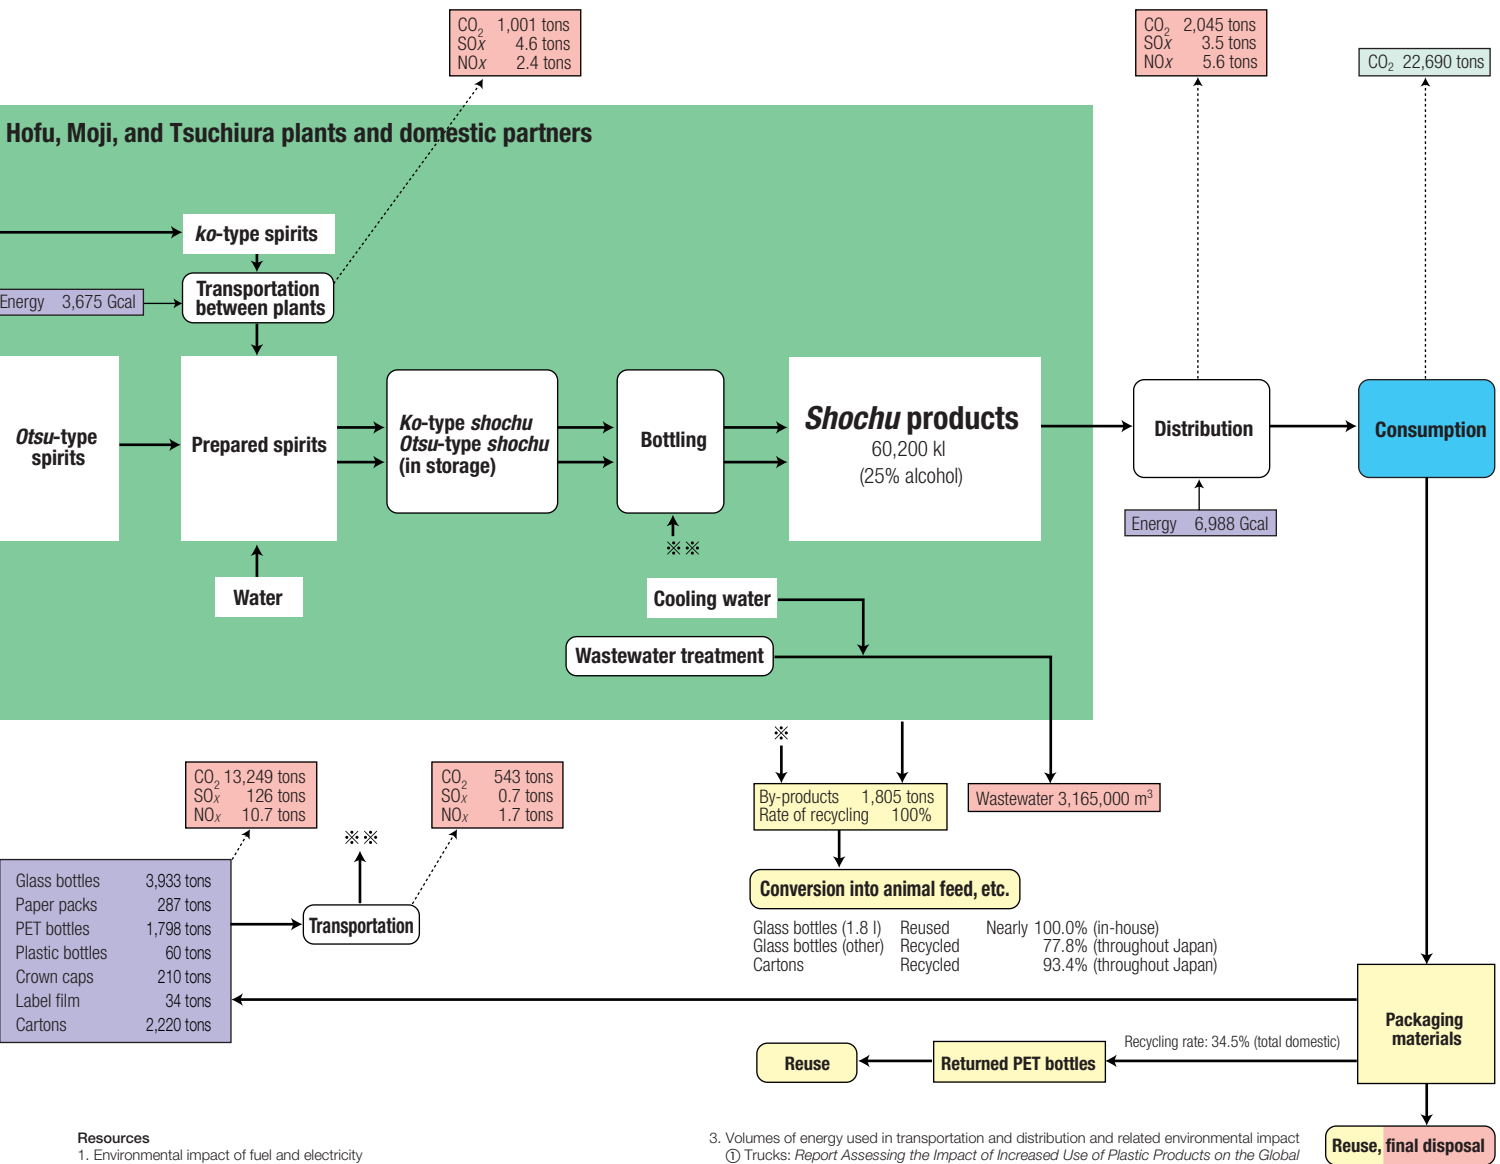 CO2 1,001 tons
SOx 4.6 tons
NOx 2.4 tons
CO2 2,045 tons
SOx 3.5 tons
NOx 5.6 tons
CO2 22,690 tons
Hofu, Moji, and Tsuchiura plants and domestic partners
ko-type spirits
Energy 3,675 Gcal
Transportation
between plants
Otsu-type
spirits
Prepared spirits
Ko-type shochu
Otsu-type shochu
(in storage)
Bottling
Shochu products
60,200 kl
(25% alcohol)
Distribution
Consumption
Energy 6,988 Gcal
※※
Water
Cooling water
Wastewater treatment
※
CO2 13,249 tons
SOx 126 tons
NOx 10.7 tons
CO2 543 tons
SOx 0.7 tons
NOx 1.7 tons
※※
By-products 1,805 tons
Rate of recycling 100%
Wastewater 3,165,000 m3
Glass bottles 3,933 tons
Paper packs 287 tons
PET bottles 1,798 tons
Plastic bottles 60 tons
Crown caps 210 tons
Label film 34 tons
Cartons 2,220 tons
Transportation
Conversion into animal feed, etc.
Glass bottles (1.8 l) Reused Nearly 100.0% (in-house)
Glass bottles (other) Recycled 77.8% (throughout Japan)
Cartons Recycled 93.4% (throughout Japan)
Packaging
materials
Recycling rate: 34.5% (total domestic)
Returned PET bottles
Reuse
Reuse, final disposal
Resources
1. Environmental impact of fuel and electricity
3. Volumes of energy used in transportation and distribution and related environmental impact
① Trucks: Report Assessing the Impact of Increased Use of Plastic Products on the Global